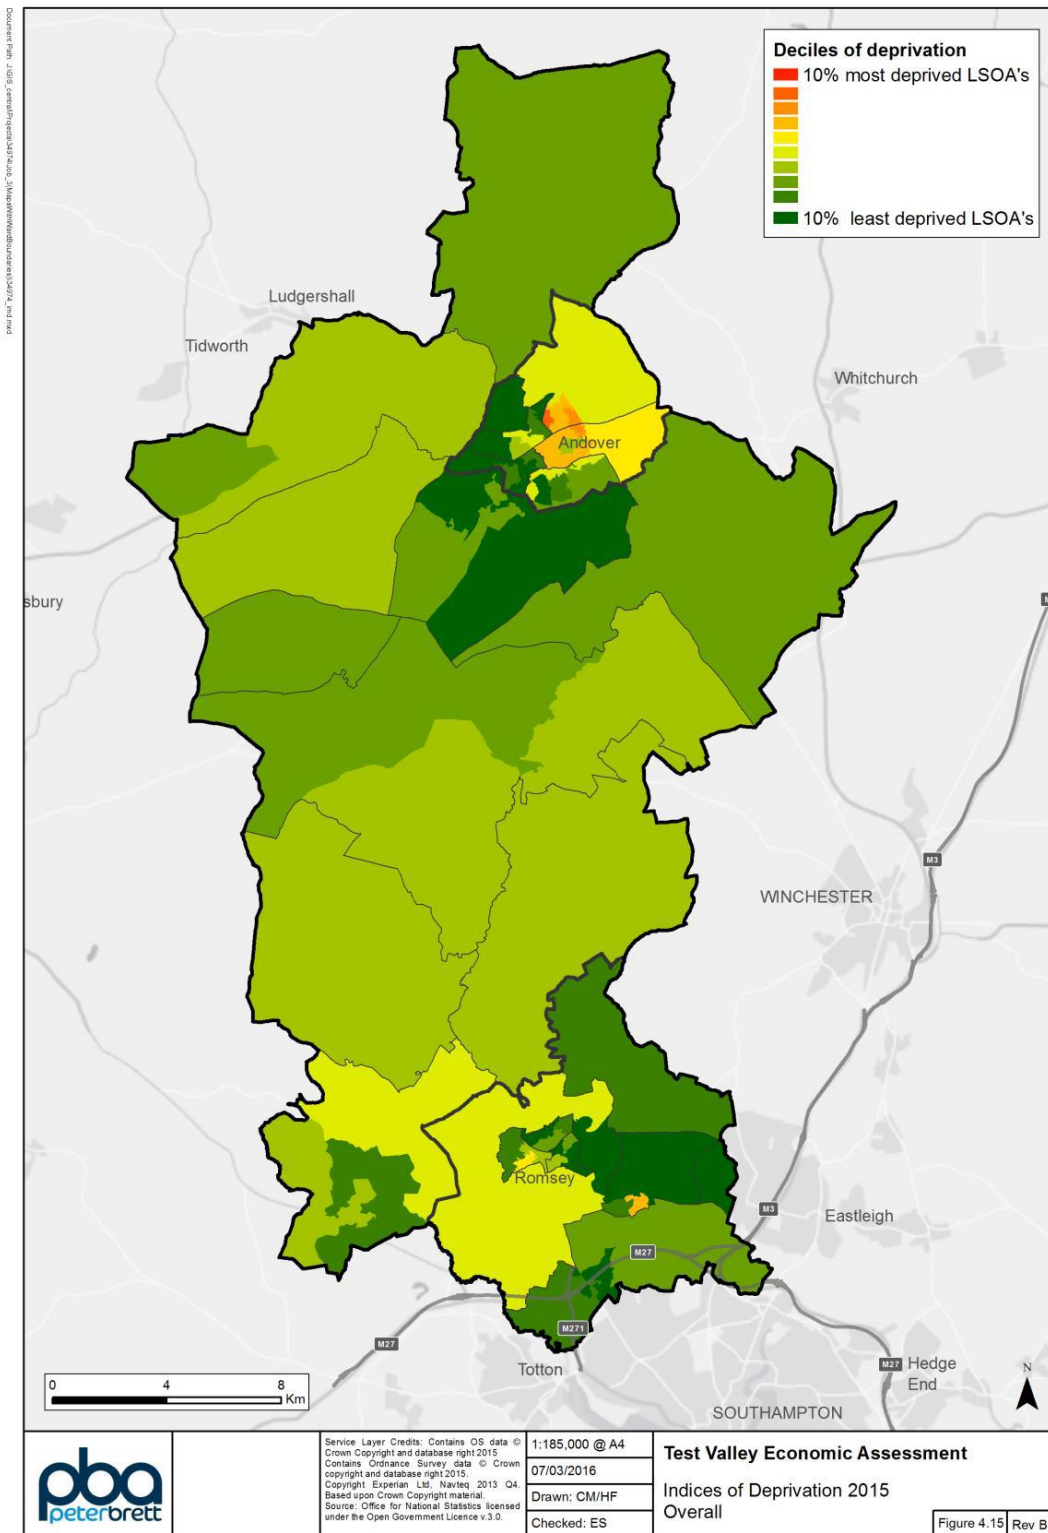 Deciles of deprivation
10% most deprived LSOA's
10% least deprived LSOA's
Ludgershall
Tidworth
Whitchurch
Andover
sbury
M3
WINCHESTER
Romsey
Eastleigh
M3
M27
M271
M27
M27
Hedge
End
Totton
SOUTHAMPTON
N
0 4 8
Km
pba
peterbrett
Service Layer Credits: Contains OS data ©
Crown Copyright and database right 2015
Contains Ordnance Survey data © Crown
copyright and database right 2015.
Copyright Experian Ltd, Navteq 2013 Q4.
Based upon Crown Copyright material.
Source: Office for National Statistics licensed
under the Open Government Licence v.3.0.
1:185,000 @ A4
07/03/2016
Drawn: CM/HF
Checked: ES
Test Valley Economic Assessment
Indices of Deprivation 2015
Overall
Figure 4.15
Rev B